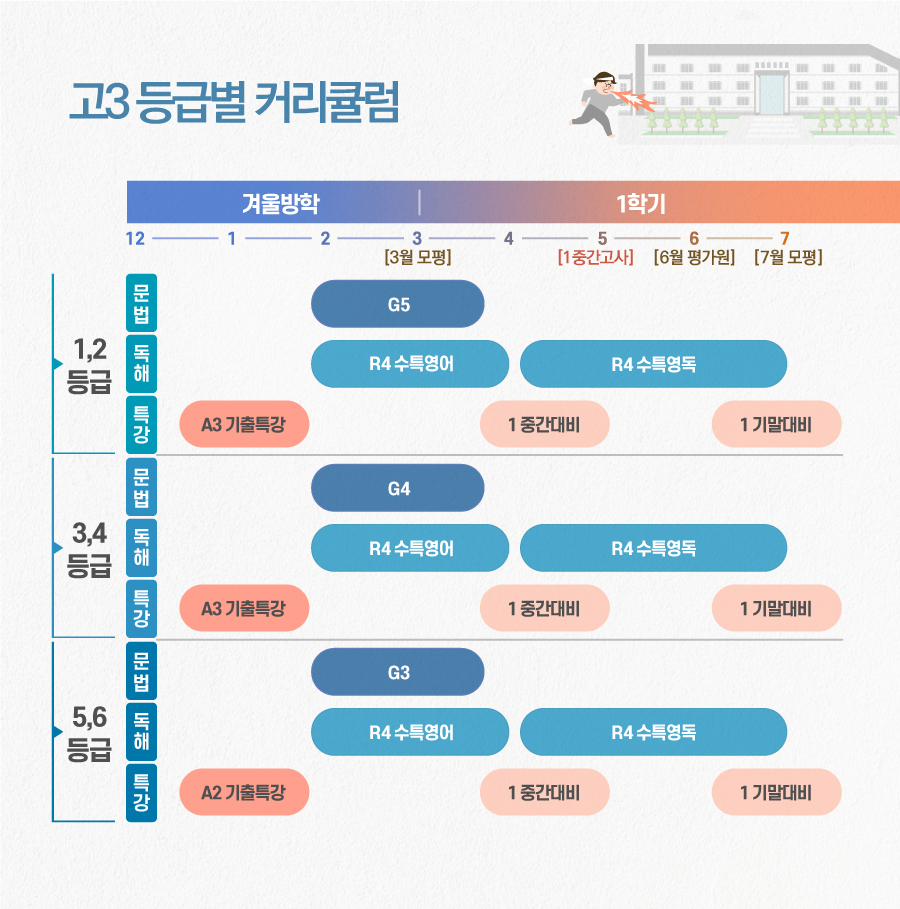 고3 등급별 커리큘럼
겨울방학 1학기
12 1 2 3 4 5 6 7
[3월 모평] [1중간고사] [6월 평가원] [7월 모평]
1,2
등급
문법
G5
독해
R4 수특영어 R4 수특영독
특강
A3 기출특강 1 중간대비 1 기말대비
3,4
등급
문법
G4
독해
R4 수특영어 R4 수특영독
특강
A3 기출특강 1 중간대비 1 기말대비
5,6
등급
문법
G3
독해
R4 수특영어 R4 수특영독
특강
A2 기출특강 1 중간대비 1 기말대비